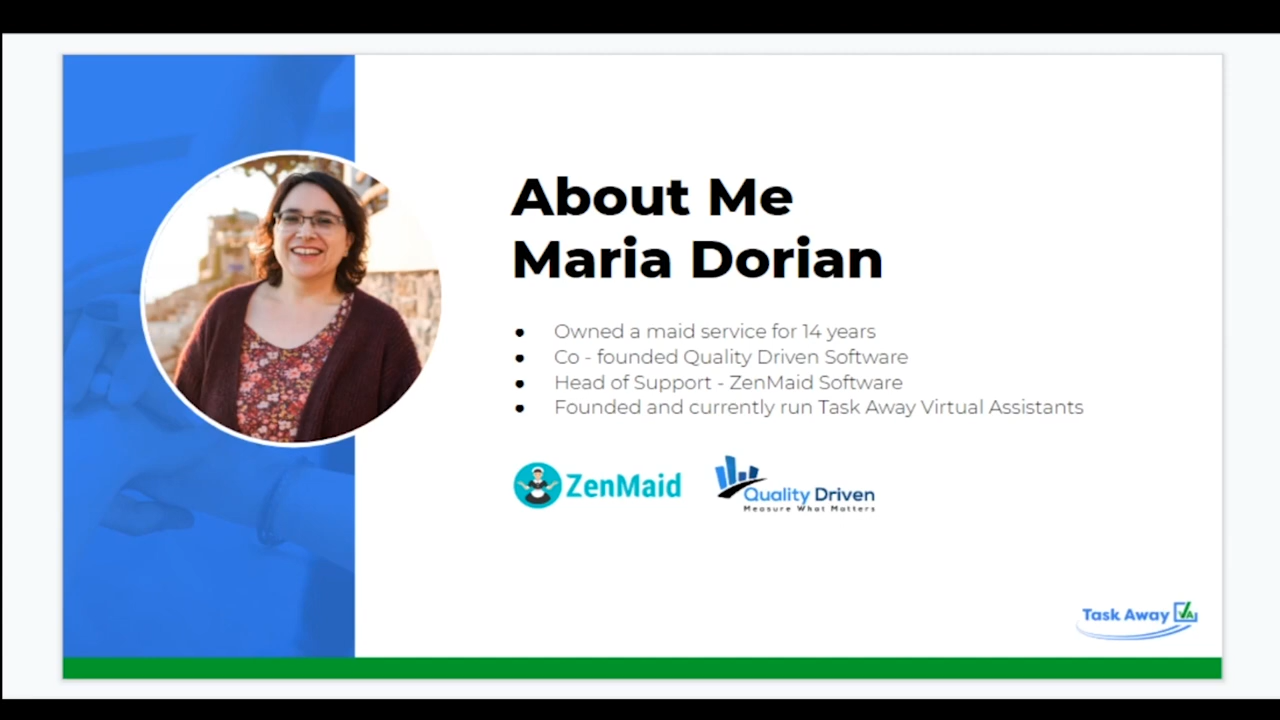 About Me
Maria Dorian
● Owned a maid service for 14 years
● Co - founded Quality Driven Software
● Head of Support - ZenMaid Software
● Founded and currently run Task Away Virtual Assistants
ZenMaid
Quality Driven
Measure What Matters
Task Away VA